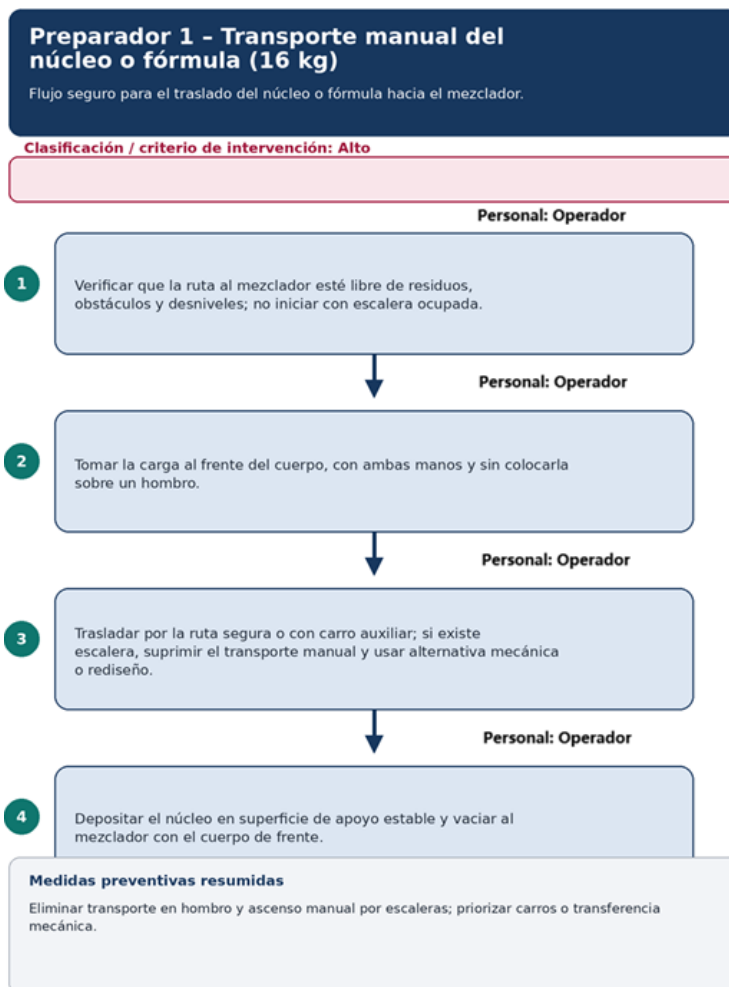 Preparador 1 – Transporte manual del
núcleo o fórmula (16 kg)
Flujo seguro para el traslado del núcleo o fórmula hacia el mezclador.
Clasificación / criterio de intervención: Alto
Personal: Operador
1
Verificar que la ruta al mezclador esté libre de residuos,
obstáculos y desniveles; no iniciar con escalera ocupada.
Personal: Operador
2
Tomar la carga al frente del cuerpo, con ambas manos y sin colocarla
sobre un hombro.
Personal: Operador
3
Trasladar por la ruta segura o con carro auxiliar; si existe
escalera, suprimir el transporte manual y usar alternativa mecánica
o rediseño.
Personal: Operador
4
Depositar el núcleo en superficie de apoyo estable y vaciar al
mezclador con el cuerpo de frente.
Medidas preventivas resumidas
Eliminar transporte en hombro y ascenso manual por escaleras; priorizar carros o transferencia
mecánica.